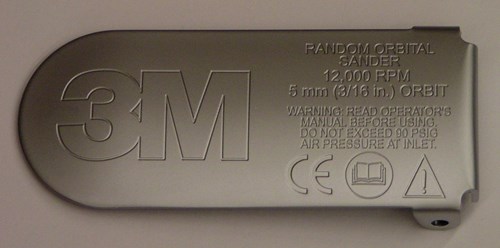 3M
RANDOM ORBITAL
SANDER
12,000 RPM
5 mm (3/16 in.) ORBIT
WARNING: READ OPERATOR'S
MANUAL BEFORE USING.
DO NOT EXCEED 90 PSIG
AIR PRESSURE AT INLET.
CE